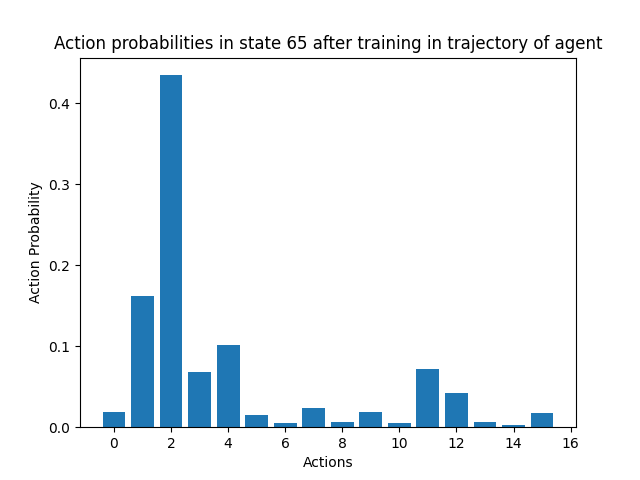 Action probabilities in state 65 after training in trajectory of agent
0.4
0.3
0.2
0.1
0.0
Action Probability
0 2 4 6 8 10 12 14 16
Actions